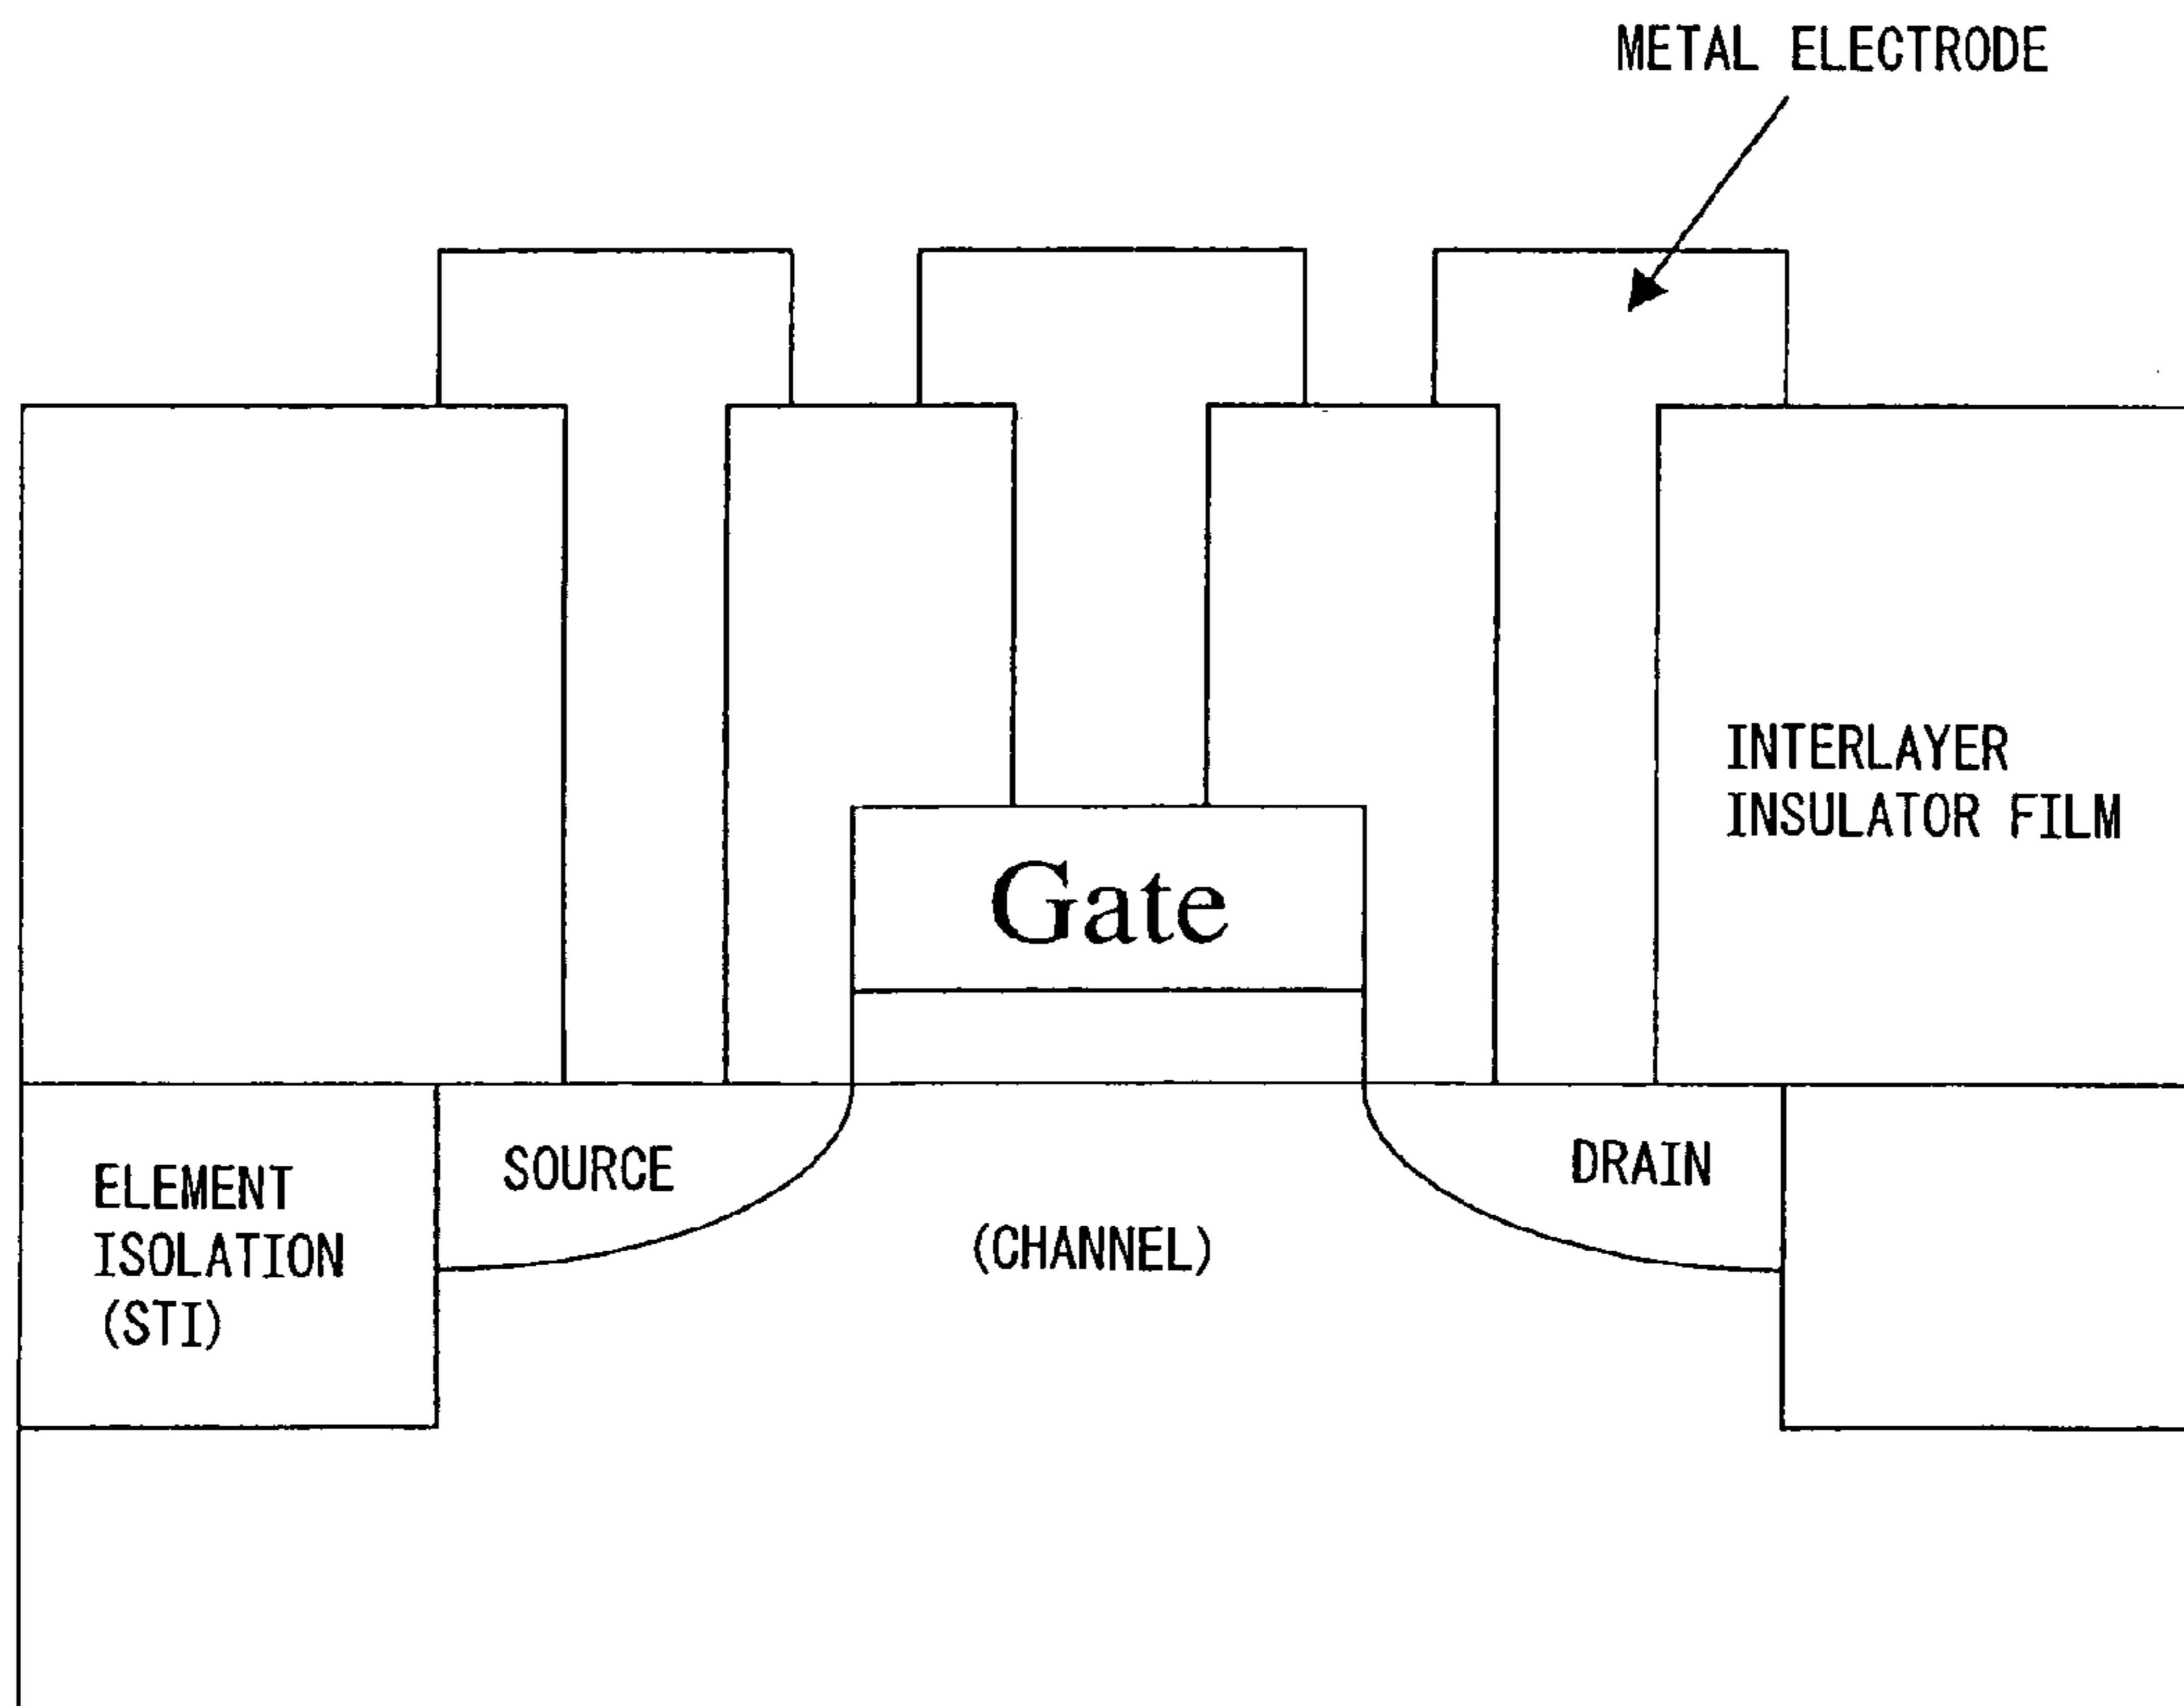 METAL ELECTRODE
INTERLAYER
INSULATOR FILM
Gate
SOURCE
DRAIN
ELEMENT
ISOLATION
(STI)
(CHANNEL)